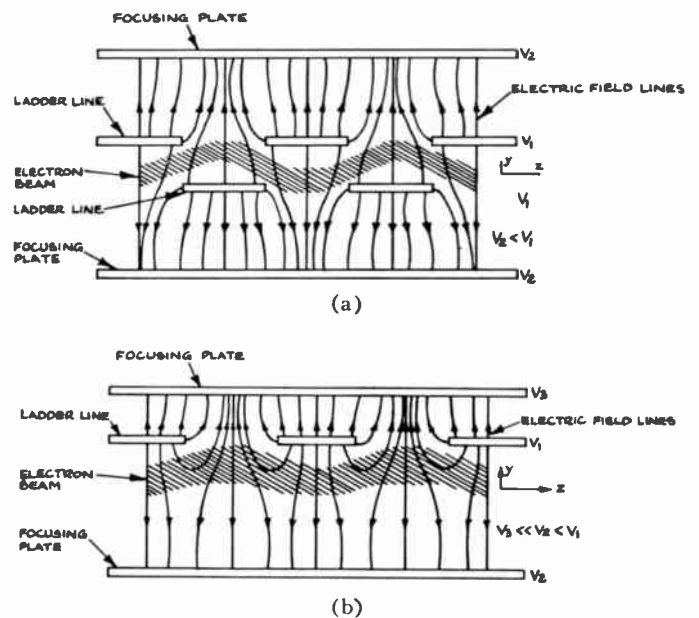 FOCUSING PLATE
V₂
LADDER LINE
ELECTRIC FIELD LINES
V₁
ELECTRON
BEAM
y
z
LADDER LINE
V₁
V₂ < V₁
FOCUSING
PLATE
V₂
(a)
FOCUSING PLATE
V₃
LADDER LINE
ELECTRIC FIELD LINES
V₁
ELECTRON
BEAM
y
z
V₃ << V₂ < V₁
FOCUSING
PLATE
V₂
(b)